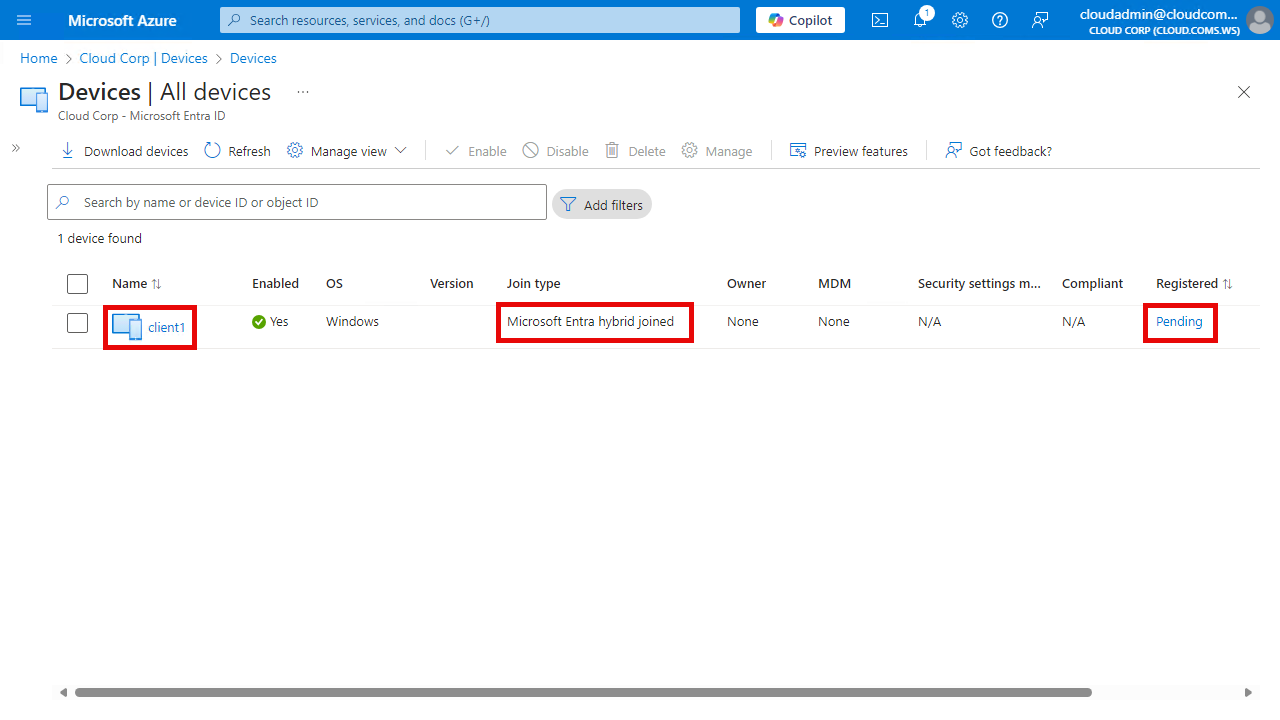 Microsoft Azure
Search resources, services, and docs (G+/)
Copilot
1
cloudadmin@cloudcom...
CLOUD CORP (CLOUD.COMS.WS)
Home > Cloud Corp | Devices > Devices
Devices | All devices ...
Cloud Corp - Microsoft Entra ID
Download devices Refresh Manage view Enable Disable Delete Manage Preview features Got feedback?
Search by name or device ID or object ID
Add filters
1 device found
Name Enabled OS Version Join type Owner MDM Security settings m... Compliant Registered
client1 Yes Windows Microsoft Entra hybrid joined None None N/A N/A Pending